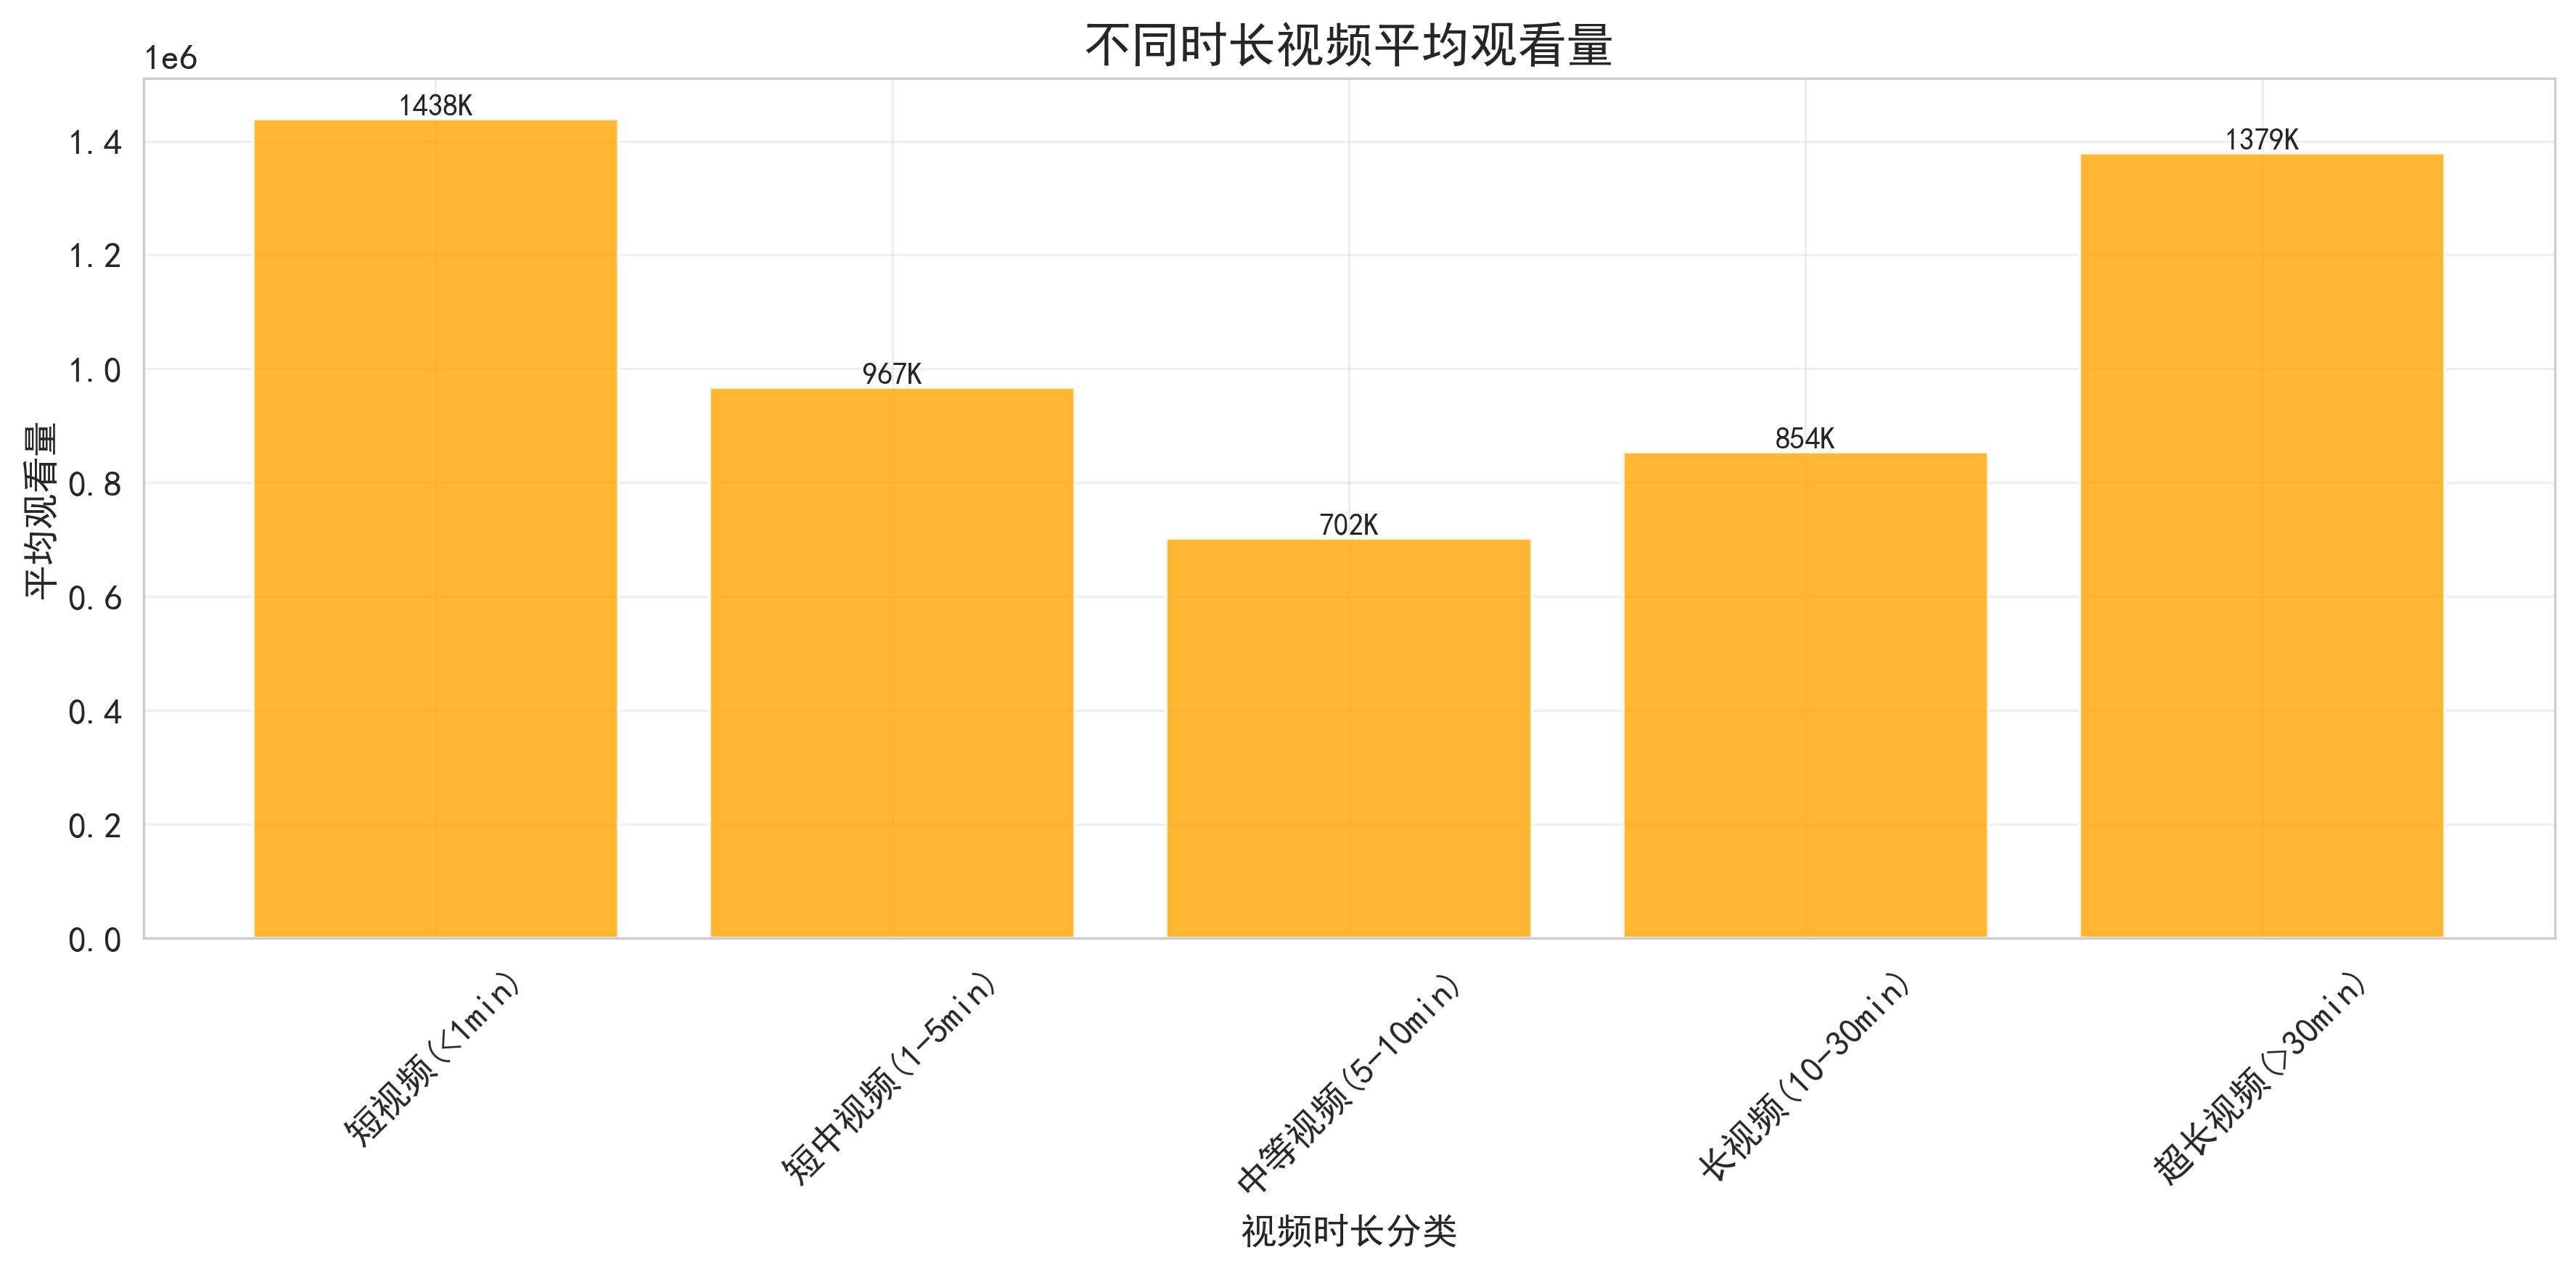 不同时长视频平均观看量
1e6
1.4
1.2
1.0
0.8
0.6
0.4
0.2
0.0
平均观看量
1438K
967K
702K
854K
1379K
短视频(<1min)
短中视频(1-5min)
中等视频(5-10min)
长视频(10-30min)
超长视频(>30min)
视频时长分类